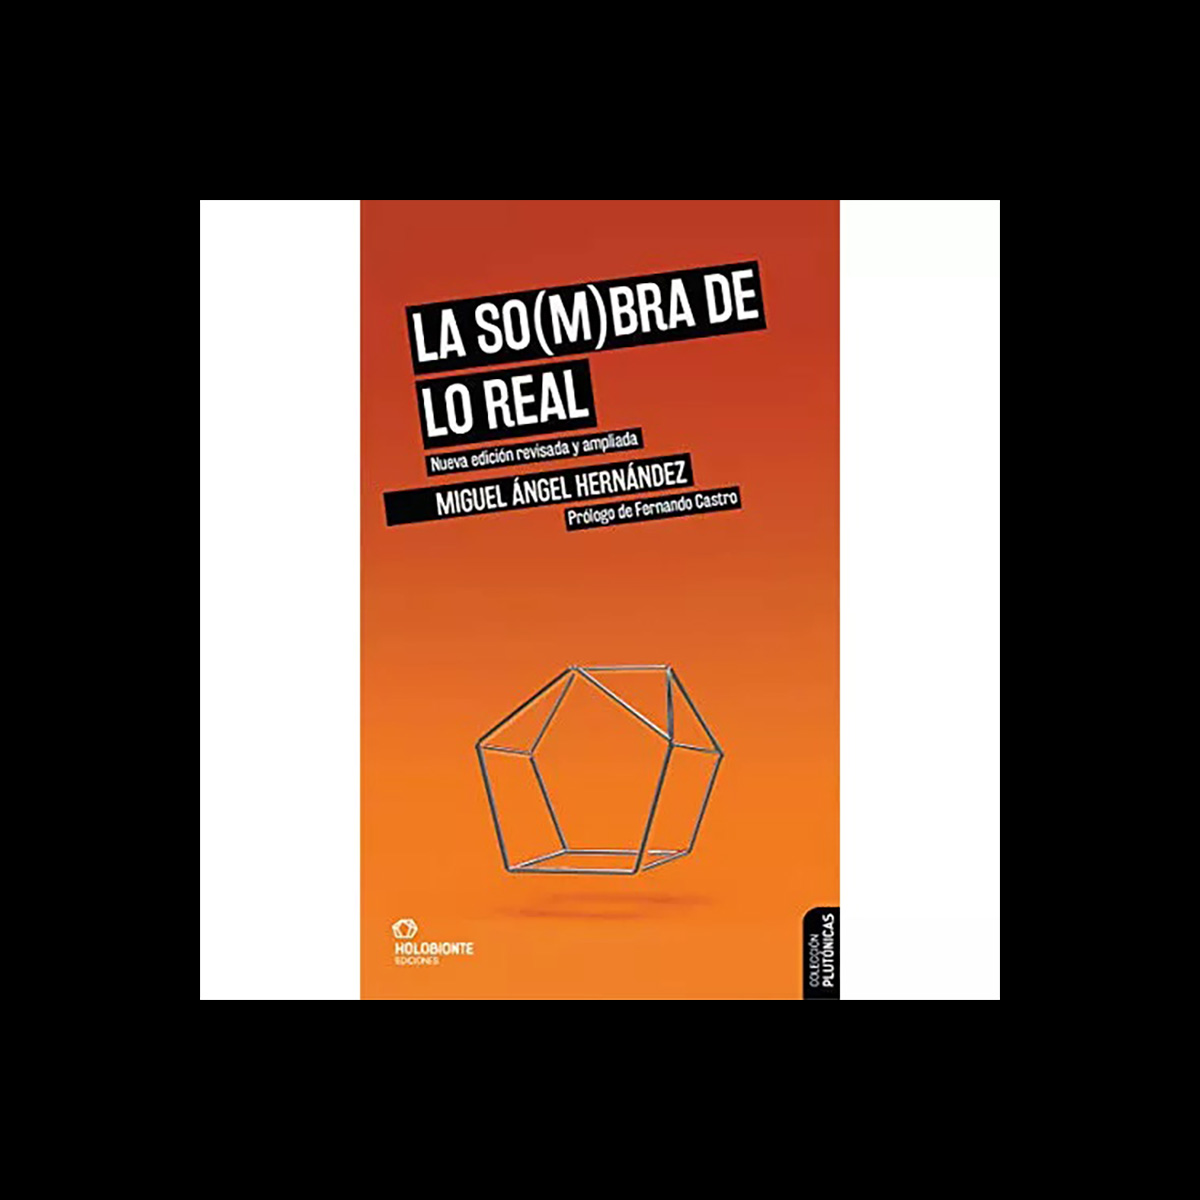 LA SO(M)BRA DE
LO REAL
Nueva edición revisada y ampliada
MIGUEL ÁNGEL HERNÁNDEZ
Prólogo de Fernando Castro
HOLOBIONTE
EDICIONES
COLECCIÓN
PLUTÓNICAS